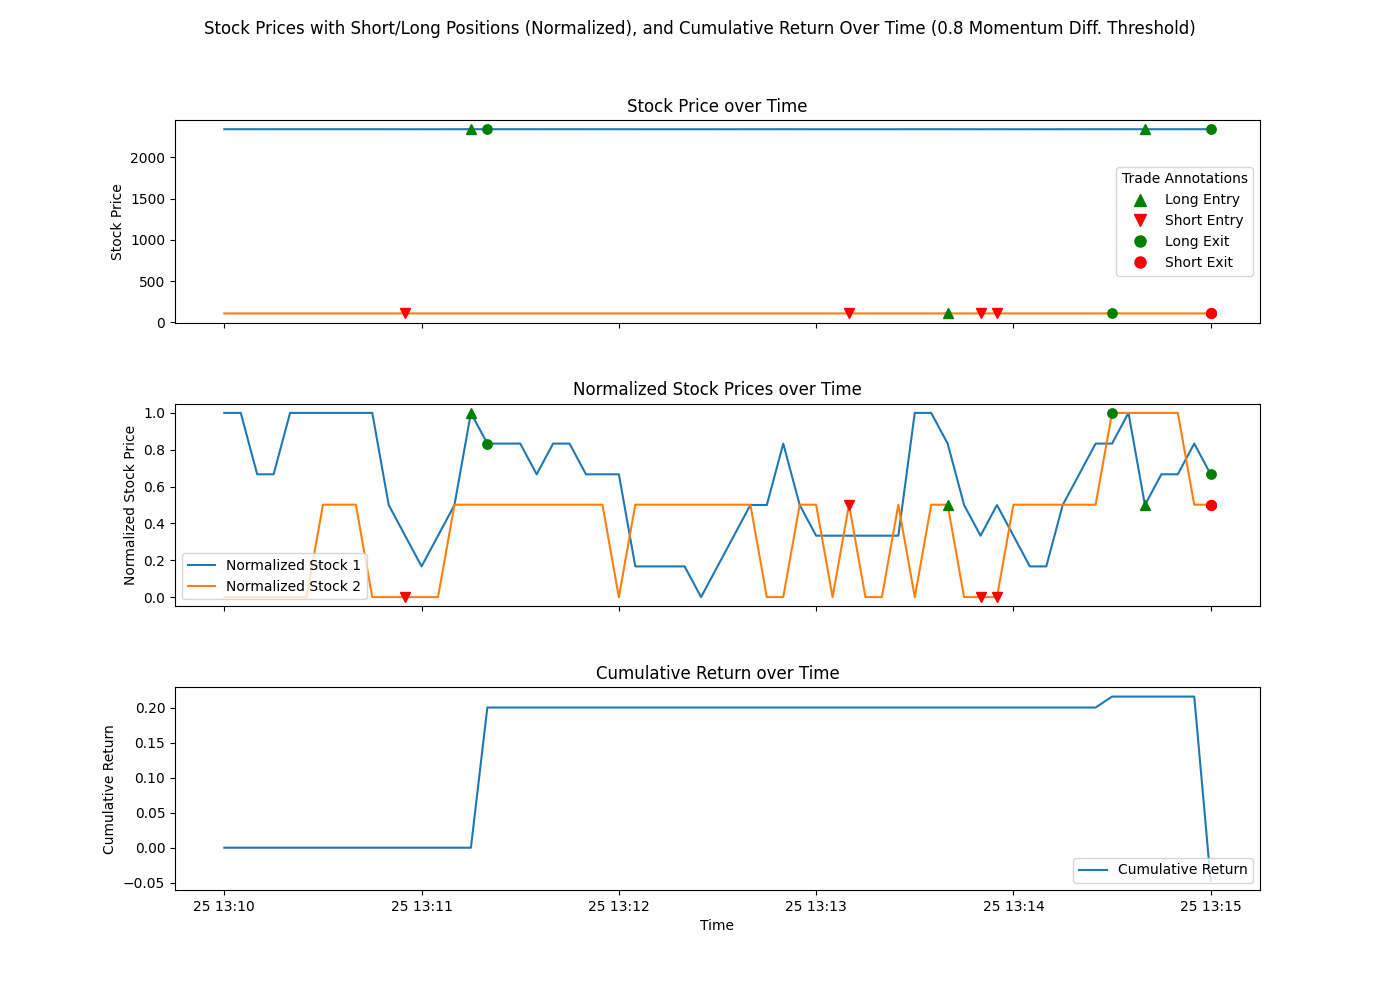 Stock Prices with Short/Long Positions (Normalized), and Cumulative Return Over Time (0.8 Momentum Diff. Threshold)
Stock Price over Time
Stock Price
2000
1500
1000
500
0
Trade Annotations
Long Entry
Short Entry
Long Exit
Short Exit
Normalized Stock Prices over Time
Normalized Stock Price
1.0
0.8
0.6
0.4
0.2
0.0
Normalized Stock 1
Normalized Stock 2
Cumulative Return over Time
Cumulative Return
0.20
0.15
0.10
0.05
0.00
−0.05
Cumulative Return
25 13:10 25 13:11 25 13:12 25 13:13 25 13:14 25 13:15
Time